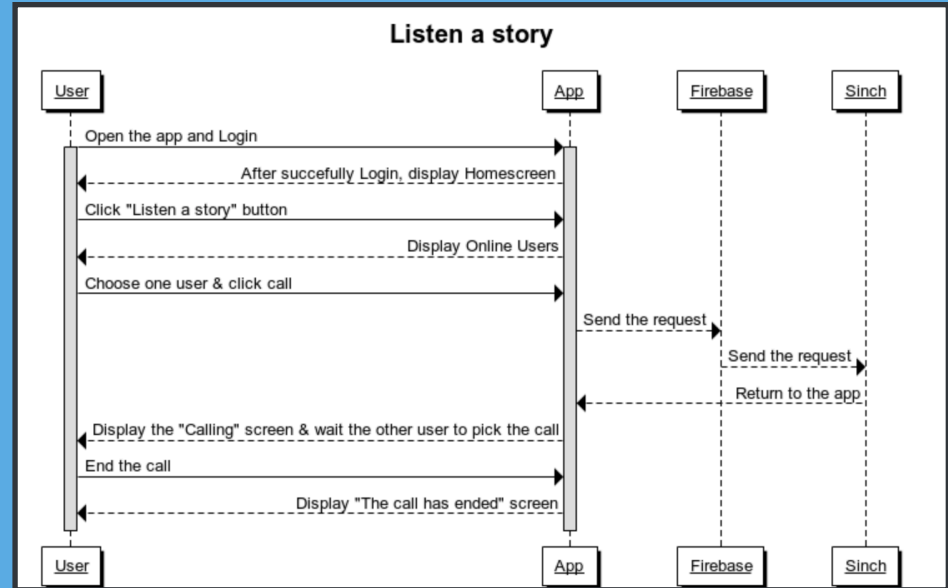 Listen a story
User App Firebase Sinch
Open the app and Login
After succefully Login, display Homescreen
Click "Listen a story" button
Display Online Users
Choose one user & click call
Send the request
Send the request
Return to the app
Display the "Calling" screen & wait the other user to pick the call
End the call
Display "The call has ended" screen
User App Firebase Sinch